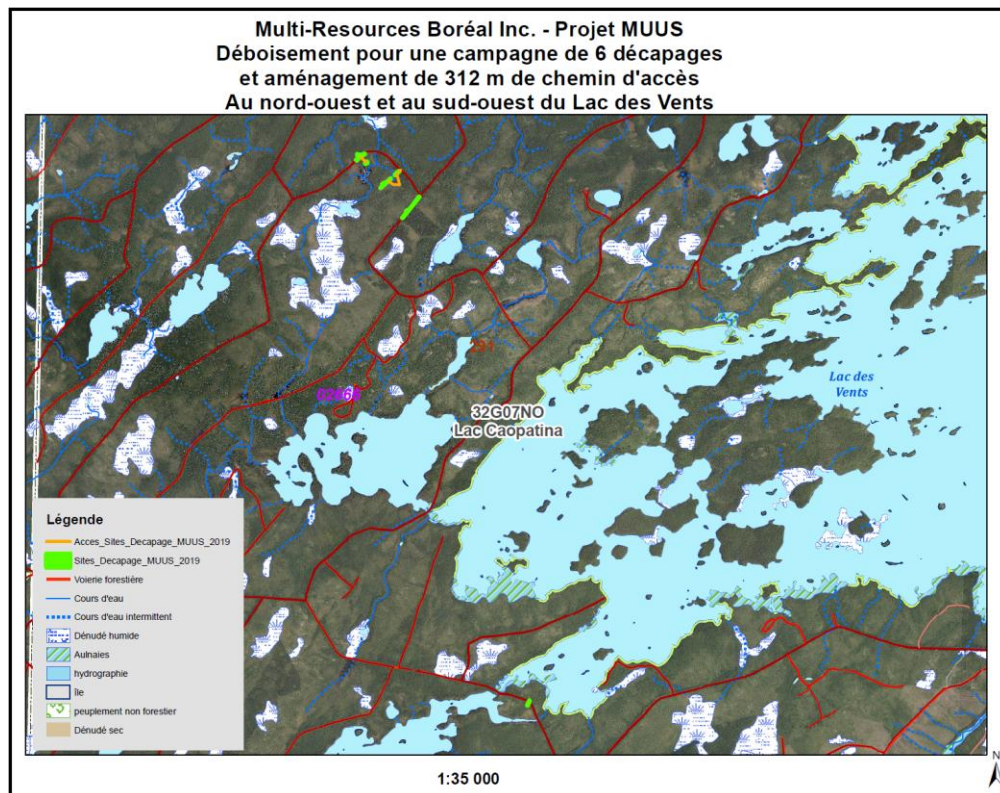 Multi-Resources Boréal Inc. - Projet MUUS
Déboisement pour une campagne de 6 décapages
et aménagement de 312 m de chemin d'accès
Au nord-ouest et au sud-ouest du Lac des Vents
Lac des
Vents
32G07NO
Lac Caopatina
Légende
Acces_Sites_Decapage_MUUS_2019
Sites_Decapage_MUUS_2019
Voierie forestière
Cours d'eau
Cours d'eau intermittent
Dénudé humide
Aulnaies
hydrographie
île
peuplement non forestier
Dénudé sec
1:35 000
N